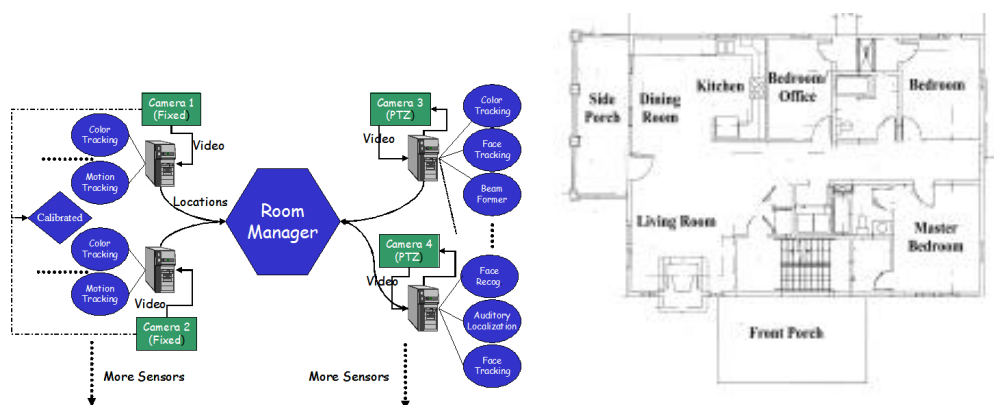 Camera 1
(Fixed)
Color
Tracking
Video
Motion
Tracking
Locations
Calibrated
Color
Tracking
Motion
Tracking
Video
Camera 2
(Fixed)
More Sensors
Room
Manager
Camera 3
(PTZ)
Color
Tracking
Face
Tracking
Beam
Former
Camera 4
(PTZ)
Video
Face
Recog
Auditory
Localization
Face
Tracking
More Sensors
Side
Porch
Dining
Room
Kitchen
Bedroom/
Office
Bedroom
Living Room
Master
Bedroom
Front Porch